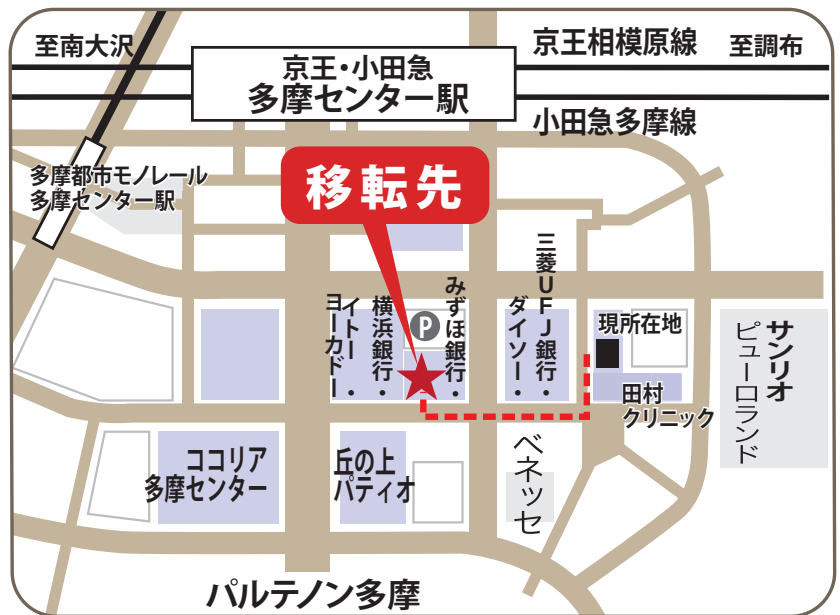 至南大沢
京王・小田急
多摩センター駅
京王相模原線
至調布
小田急多摩線
多摩都市モノレール
多摩センター駅
移転先
イトー
ヨーカドー・
横浜銀行・
P
みずほ銀行・
三菱UFJ銀行・
ダイソー・
現所在地
田村
クリニック
サンリオ
ピューロランド
ココリア
多摩センター
丘の上
パティオ
ベネッセ
パルテノン多摩